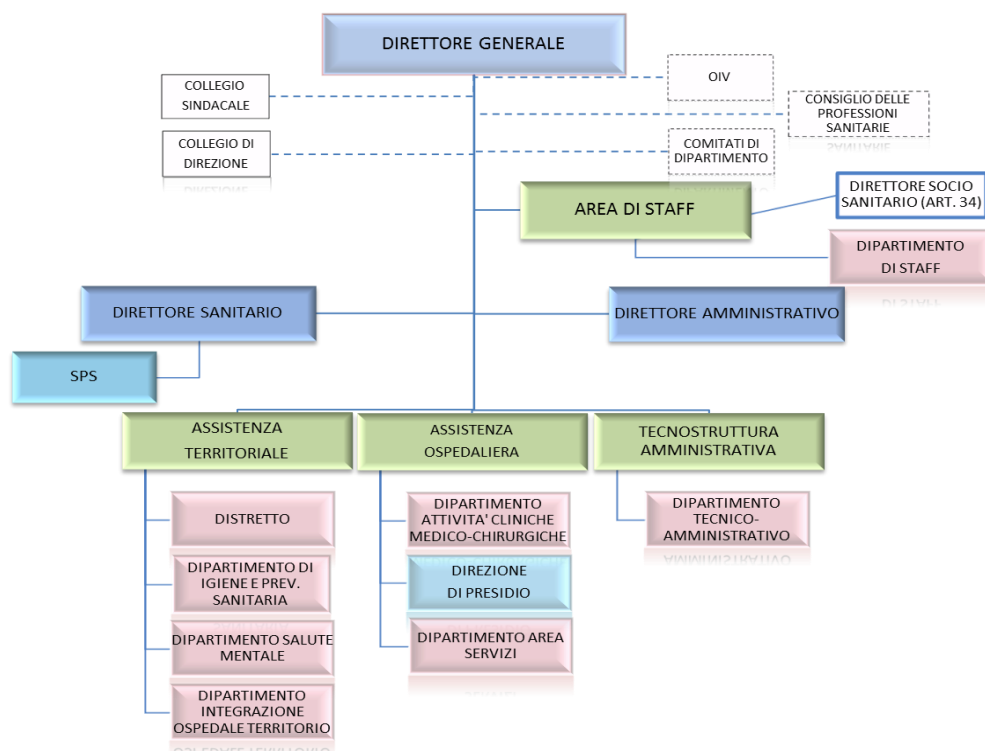 DIRETTORE GENERALE
COLLEGIO
SINDACALE
OIV
CONSIGLIO DELLE
PROFESSIONI
SANITARIE
COLLEGIO DI
DIREZIONE
COMITATI DI
DIPARTIMENTO
AREA DI STAFF
DIRETTORE SOCIO
SANITARIO (ART. 34)
DIPARTIMENTO
DI STAFF
DIRETTORE SANITARIO
DIRETTORE AMMINISTRATIVO
SPS
ASSISTENZA
TERRITORIALE
ASSISTENZA
OSPEDALIERA
TECNOSTRUTTURA
AMMINISTRATIVA
DISTRETTO
DIPARTIMENTO DI
IGIENE E PREV.
SANITARIA
DIPARTIMENTO SALUTE
MENTALE
DIPARTIMENTO
INTEGRAZIONE
OSPEDALE TERRITORIO
DIPARTIMENTO
ATTIVITA' CLINICHE
MEDICO-CHIRURGICHE
DIREZIONE
DI PRESIDIO
DIPARTIMENTO AREA
SERVIZI
DIPARTIMENTO
TECNICO-
AMMINISTRATIVO